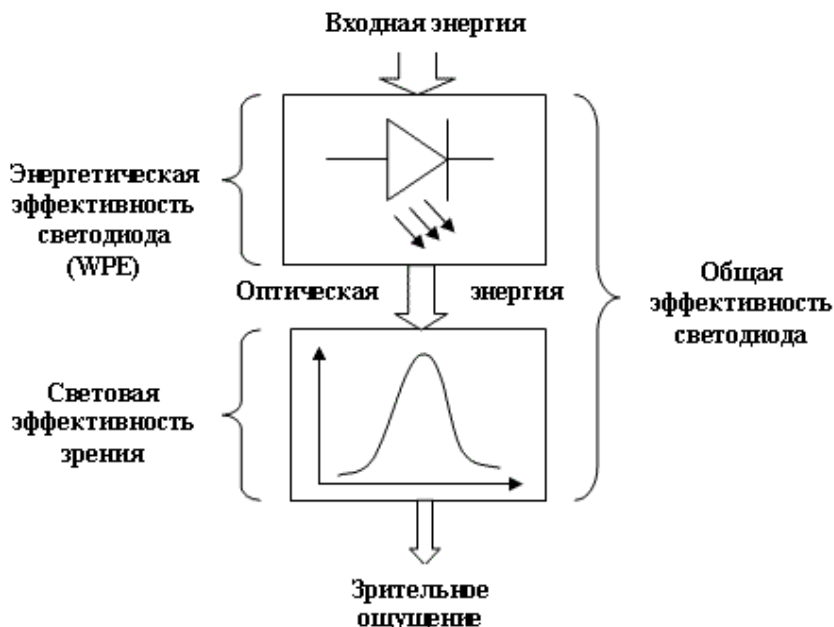 Входная энергия
Энергетическая
эффективность
светодиода
(WPE)
Оптическая энергия
Общая
эффективность
светодиода
Световая
эффективность
зрения
Зрительное
ощущение